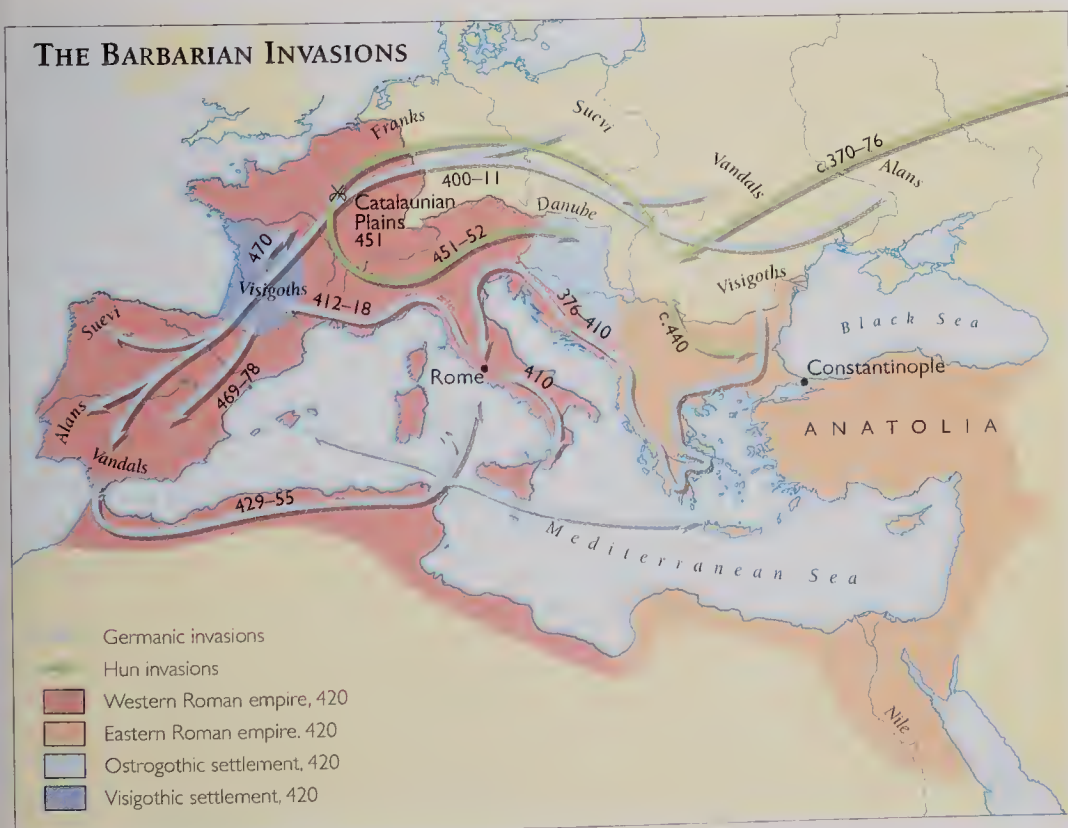 THE BARBARIAN INVASIONS
Franks
Suevi
Vandals
c.370–76
Alans
400–11
Catalaunian
Plains
451
Danube
451–52
470
Visigoths
412–18
376–410
Visigoths
c.440
Black Sea
Suevi
Rome
410
Constantinople
469–78
ANATOLIA
Alans
Vandals
429–55
Mediterranean Sea
Germanic invasions
Hun invasions
Western Roman empire, 420
Eastern Roman empire. 420
Ostrogothic settlement, 420
Visigothic settlement, 420
Nile